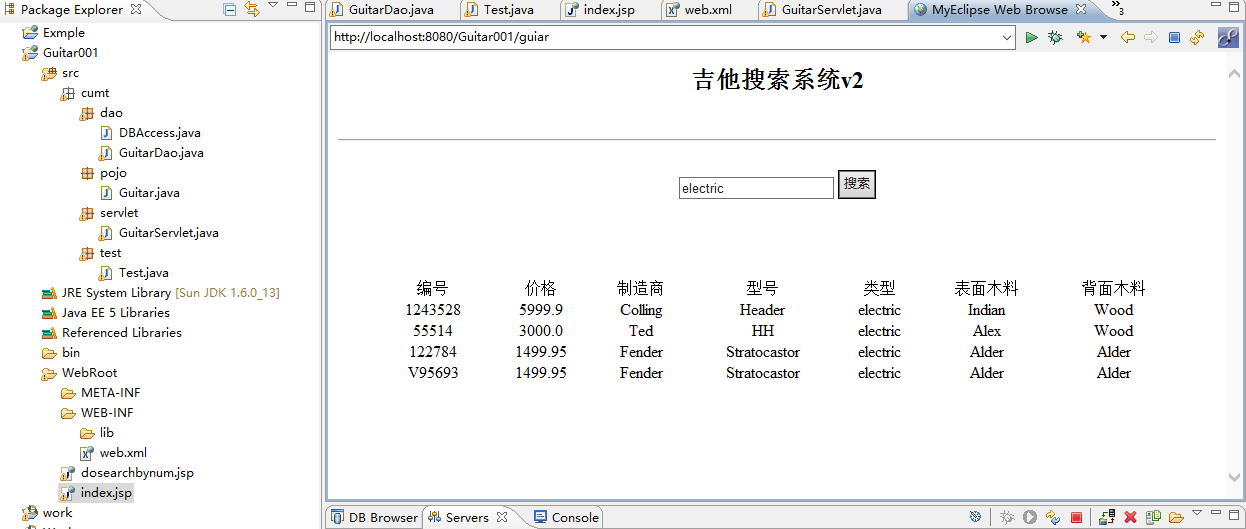 Package Explorer
Exmple
Guitar001
src
cumt
dao
DBAccess.java
GuitarDao.java
pojo
Guitar.java
servlet
GuitarServlet.java
test
Test.java
JRE System Library [Sun JDK 1.6.0_13]
Java EE 5 Libraries
Referenced Libraries
bin
WebRoot
META-INF
WEB-INF
lib
web.xml
dosearchbynum.jsp
index.jsp
work
GuitarDao.java Test.java index.jsp web.xml GuitarServlet.java MyEclipse Web Browse »3
http://localhost:8080/Guitar001/guiar
吉他搜索系统v2
electric 搜索
编号 价格 制造商 型号 类型 表面木料 背面木料
1243528 5999.9 Colling Header electric Indian Wood
55514 3000.0 Ted HH electric Alex Wood
122784 1499.95 Fender Stratocastor electric Alder Alder
V95693 1499.95 Fender Stratocastor electric Alder Alder
DB Browser Servers Console